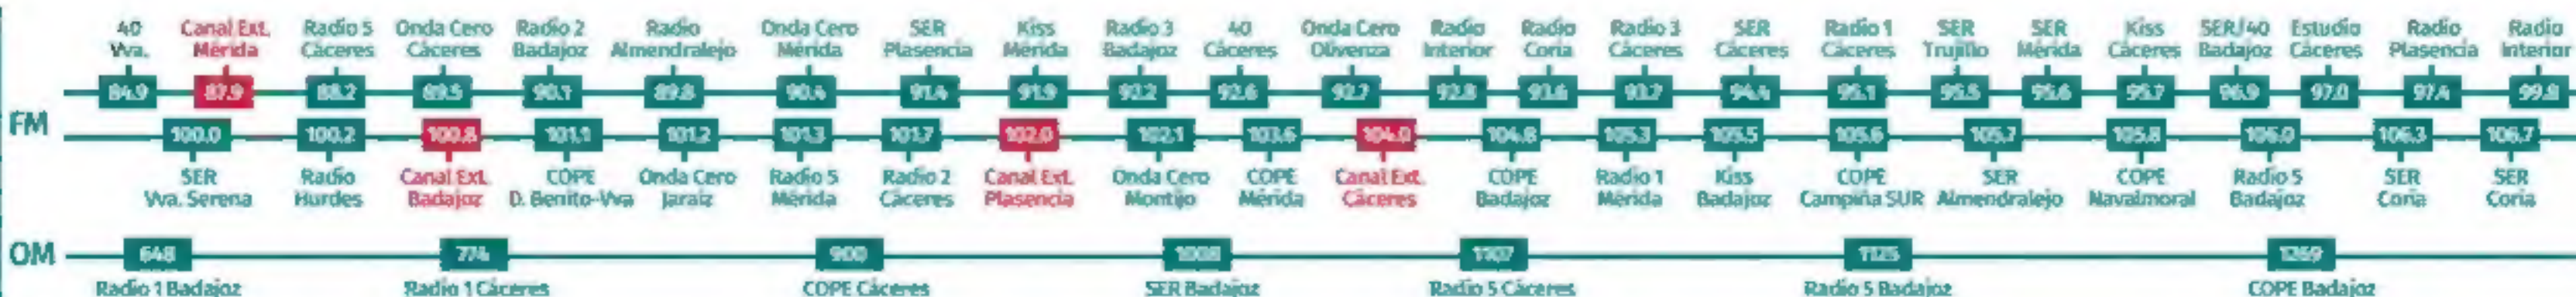 40 Canal Ext. Radio 5 Onda Cero Radio 2 Radio Onda Cero SER Kiss Radio 3 40 Onda Cero Radio Radio Radio 3 SER Radio 1 SER SER Kiss SER/40 Estudio Radio Radio
Vva. Mérida Cáceres Cáceres Badajoz Almendralejo Mérida Plasencia Mérida Badajoz Cáceres Olivenza Interior Coria Cáceres Cáceres Cáceres Trujillo Mérida Cáceres Badajoz Cáceres Plasencia Interior
84.9 87.9 88.2 89.5 90.1 89.8 90.4 91.4 91.9 92.2 92.6 92.7 92.8 93.6 93.7 94.4 95.1 95.5 95.6 95.7 96.9 97.0 97.4 99.8
FM
100.0 100.2 100.8 101.1 101.2 101.3 101.7 102.0 102.1 103.6 104.0 104.8 105.3 105.5 105.6 105.7 105.8 106.0 106.3 106.7
SER Radio Canal Ext. COPE Onda Cero Radio 5 Radio 2 Canal Ext. Onda Cero COPE Canal Ext. COPE Radio 1 Kiss COPE SER COPE Radio 5 SER SER
Vva. Serena Hurdes Badajoz D. Benito-Vva Jaraiz Mérida Cáceres Plasencia Montijo Mérida Cáceres Badajoz Mérida Badajoz Campiña SUR Almendralejo Navalmoral Badajoz Coria Coria
OM 648 774 900 1008 1107 1125 1269
Radio 1 Badajoz Radio 1 Cáceres COPE Cáceres SER Badajoz Radio 5 Cáceres Radio 5 Badajoz COPE Badajoz